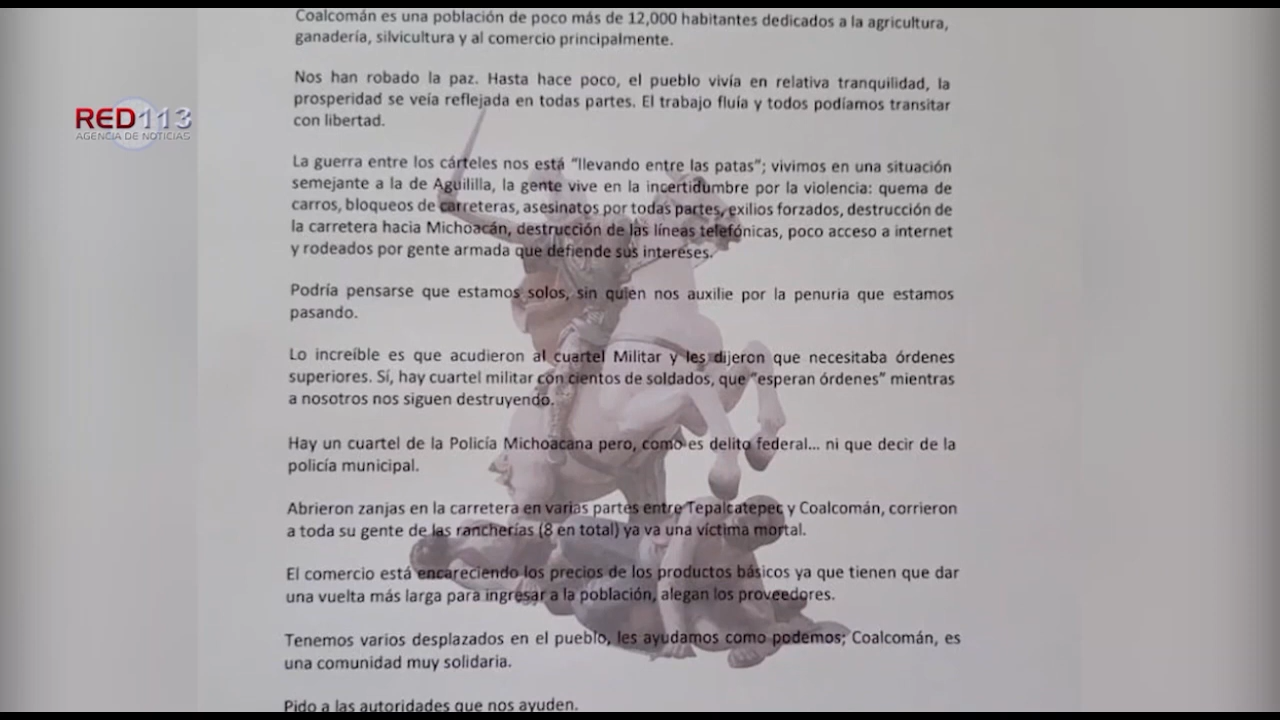 Coalcomán es una población de poco más de 12,000 habitantes dedicados a la agricultura,
ganadería, silvicultura y al comercio principalmente.
Nos han robado la paz. Hasta hace poco, el pueblo vivía en relativa tranquilidad, la
prosperidad se veía reflejada en todas partes. El trabajo fluía y todos podíamos transitar
con libertad.
RED113
AGENCIA DE NOTICIAS
La guerra entre los cárteles nos está "llevando entre las patas"; vivimos en una situación
semejante a la de Aguililla, la gente vive en la incertidumbre por la violencia: quema de
carros, bloqueos de carreteras, asesinatos por todas partes, exilios forzados, destrucción de
la carretera hacia Michoacán, destrucción de las líneas telefónicas, poco acceso a internet
y rodeados por gente armada que defiende sus intereses.
Podría pensarse que estamos solos, sin quien nos auxilie por la penuria que estamos
pasando.
Lo increíble es que acudieron al cuartel Militar y les dijeron que necesitaba órdenes
superiores. Sí, hay cuartel militar con cientos de soldados, que "esperan órdenes" mientras
a nosotros nos siguen destruyendo.
Hay un cuartel de la Policía Michoacana pero, como es delito federal... ni que decir de la
policía municipal.
Abrieron zanjas en la carretera en varias partes entre Tepalcatepec y Coalcomán, corrieron
a toda su gente de las rancherías (8 en total) ya va una víctima mortal.
El comercio está encareciendo los precios de los productos básicos ya que tienen que dar
una vuelta más larga para ingresar a la población, alegan los proveedores.
Tenemos varios desplazados en el pueblo, les ayudamos como podemos; Coalcomán, es
una comunidad muy solidaria.
Pido a las autoridades que nos ayuden.